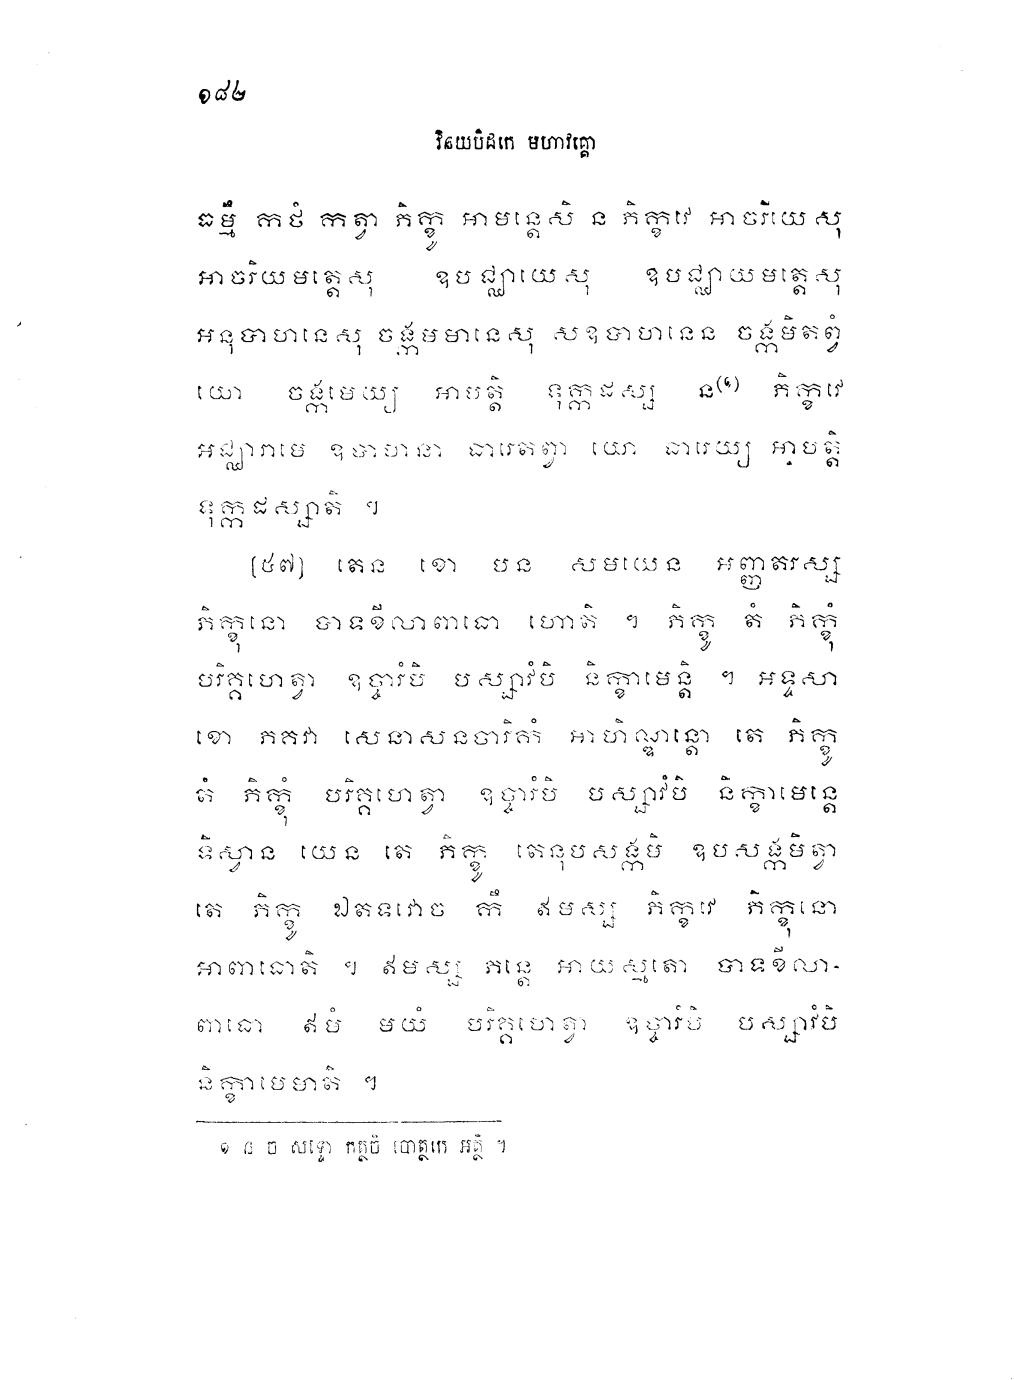 ១៨២
វិនយបិដកេ មហាវគ្គោ
ធម្មឹ កថំ កត្វា ភិក្ខូ អាមន្តេសិ ន ភិក្ខវេ អាចរិយេសុ
អាចរិយមត្តេសុ ឧបជ្ឈាយេសុ ឧបជ្ឈាយមត្តេសុ
អនុបាហនេសុ ចង្កមមានេសុ សឧបាហនេន ចង្កមិតព្វំ
យោ ចង្កមេយ្យ អាបត្តិ ទុក្កដស្ស ន(១) ភិក្ខវេ
អជ្ឈារាមេ ឧបាហនា ធារេតព្វា យោ ធារេយ្យ អាបត្តិ
ទុក្កដស្សាតិ ។
[៥៧] តេន ខោ បន សមយេន អញ្ញតរស្ស
ភិក្ខុនោ បាទខីលាពាធោ ហោតិ ។ ភិក្ខូ តំ ភិក្ខុំ
បរិគ្គហេត្វា ឧច្ចារំបិ បស្សាវំបិ និក្ខាមេន្តិ ។ អទ្ទសា
ខោ ភគវា សេនាសនចារិកំ អាហិណ្ឌន្តោ តេ ភិក្ខូ
តំ ភិក្ខុំ បរិគ្គហេត្វា ឧច្ចារំបិ បស្សាវំបិ និក្ខាមេន្តេ
ទិស្វាន យេន តេ ភិក្ខូ តេនុបសង្កមិ ឧបសង្កមិត្វា
តេ ភិក្ខូ ឯតទវោច កឹ ឥមស្ស ភិក្ខវេ ភិក្ខុនោ
អាពាធោតិ ។ ឥមស្ស ភន្តេ អាយស្មតោ បាទខីលា-
ពាធោ ឥមំ មយំ បរិគ្គហេត្វា ឧច្ចារំបិ បស្សាវំបិ
និក្ខាមេមាតិ ។
១ ន ច សទ្ទោ កត្ថចិ បោត្ថកេ អត្ថិ ។